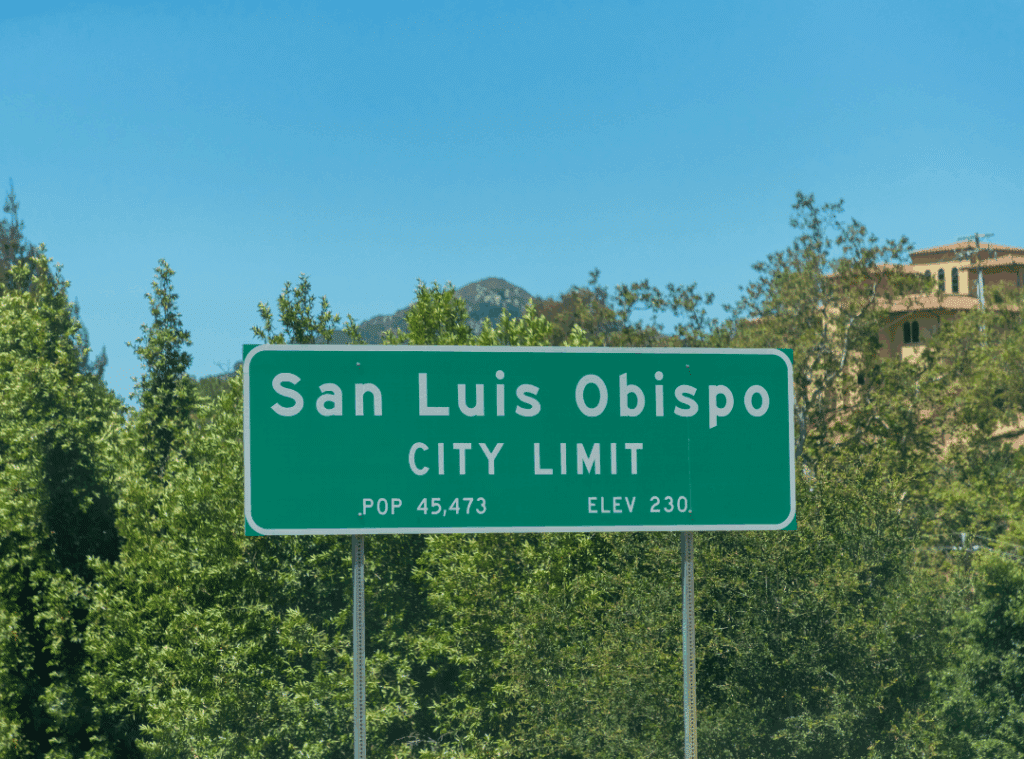 San Luis Obispo
CITY LIMIT
POP 45,473 ELEV 230